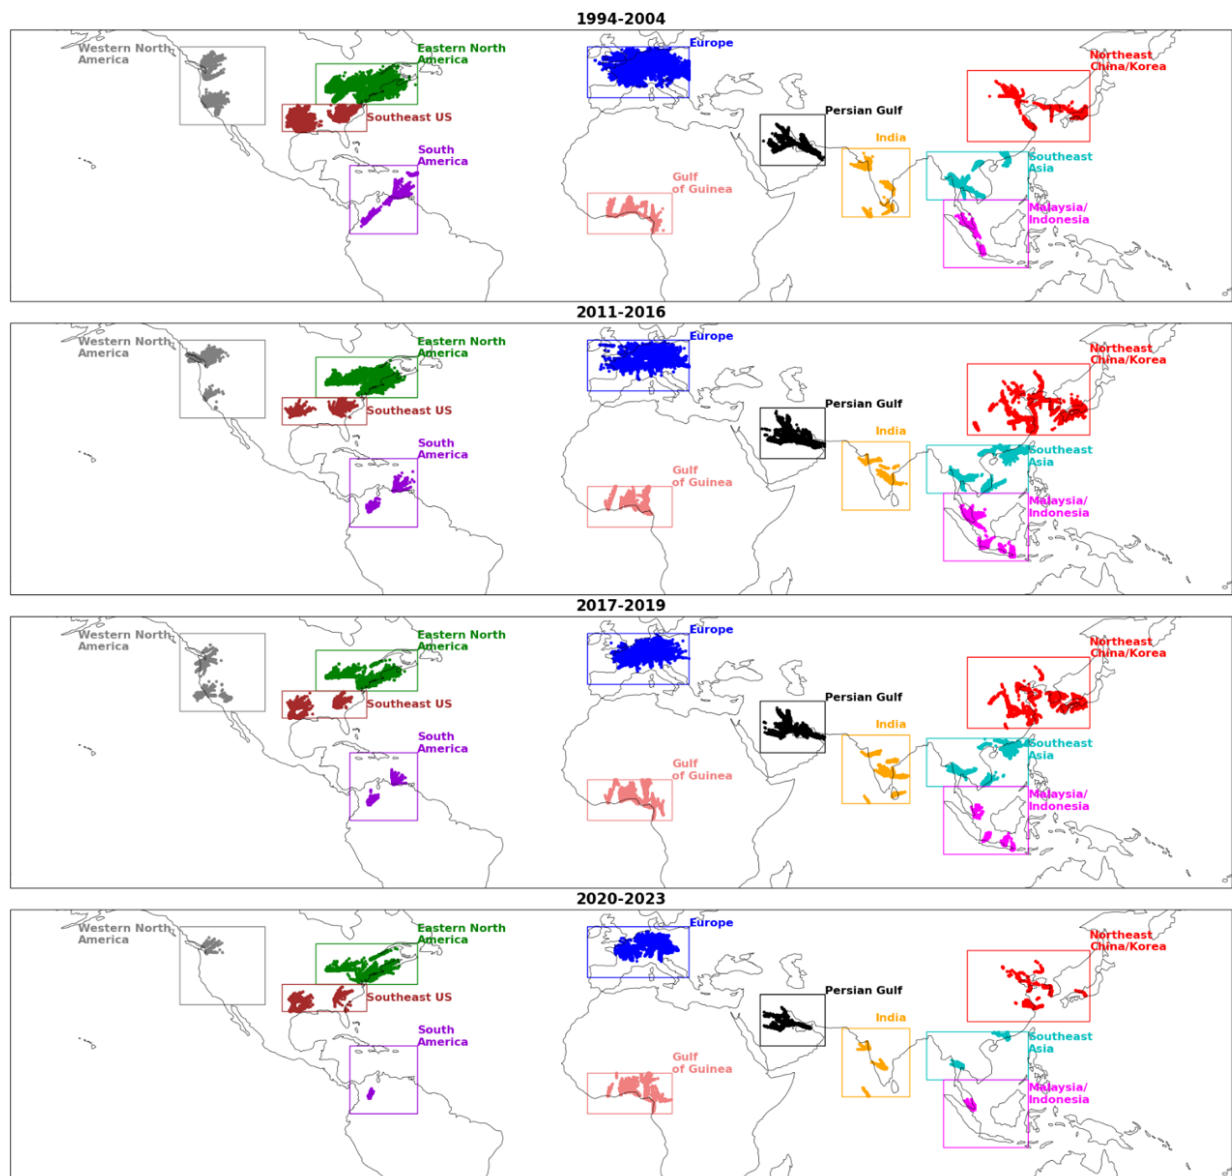 1994-2004
Western North
America
Eastern North
America
Europe
Northeast
China/Korea
Southeast US
Persian Gulf
India
South
America
Gulf
of Guinea
Southeast
Asia
Malaysia/
Indonesia
2011-2016
Western North
America
Eastern North
America
Europe
Northeast
China/Korea
Southeast US
Persian Gulf
India
South
America
Gulf
of Guinea
Southeast
Asia
Malaysia/
Indonesia
2017-2019
Western North
America
Eastern North
America
Europe
Northeast
China/Korea
Southeast US
Persian Gulf
India
South
America
Gulf
of Guinea
Southeast
Asia
Malaysia/
Indonesia
2020-2023
Western North
America
Eastern North
America
Europe
Northeast
China/Korea
Southeast US
Persian Gulf
India
South
America
Gulf
of Guinea
Southeast
Asia
Malaysia/
Indonesia